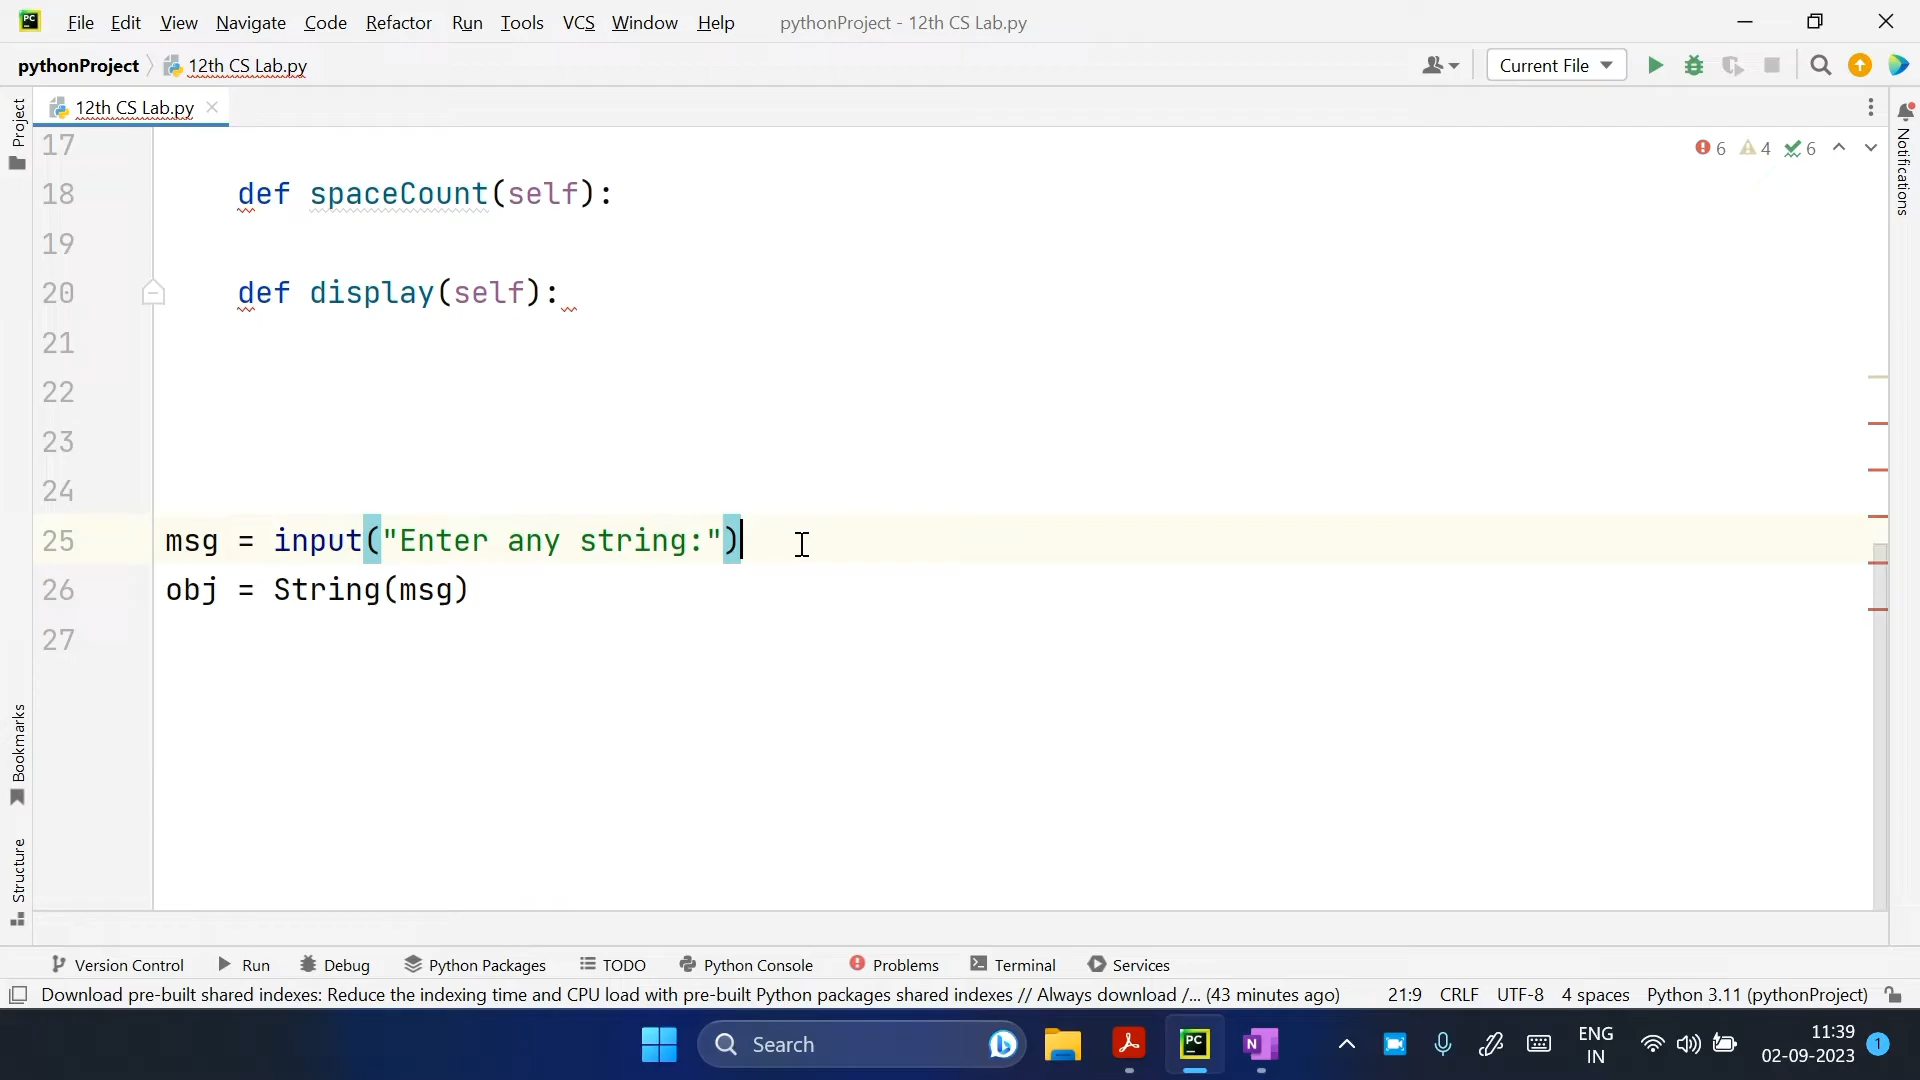 PC File Edit View Navigate Code Refactor Run Tools VCS Window Help pythonProject - 12th CS Lab.py
pythonProject 12th CS Lab.py Current File
12th CS Lab.py
Project
Notifications
6 4 6
17
18 def spaceCount(self):
19
20 def display(self):
21
22
23
24
25 msg = input("Enter any string:")
26 obj = String(msg)
27
Bookmarks
Structure
Version Control Run Debug Python Packages TODO Python Console Problems Terminal Services
Download pre-built shared indexes: Reduce the indexing time and CPU load with pre-built Python packages shared indexes // Always download /... (43 minutes ago) 21:9 CRLF UTF-8 4 spaces Python 3.11 (pythonProject)
Search PC N ENG 11:39 1
IN 02-09-2023